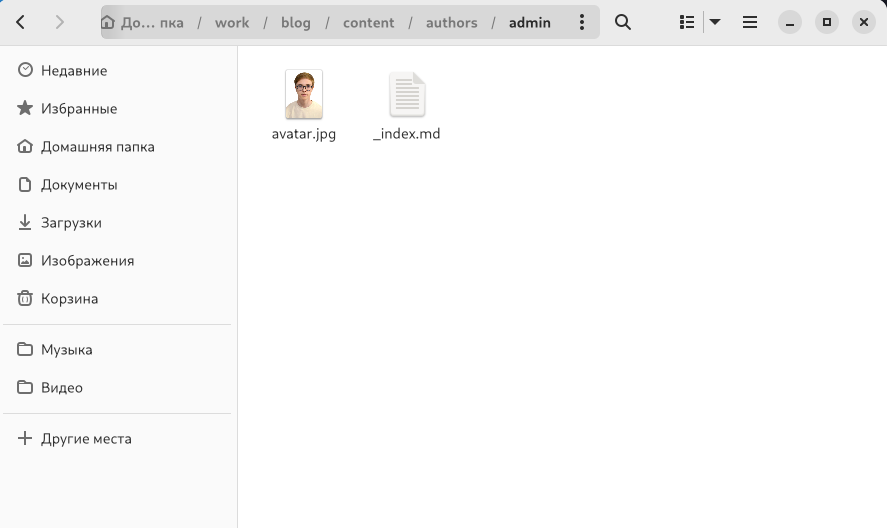 До... пка / work / blog / content / authors / admin
Недавние
Избранные
Домашняя папка
Документы
Загрузки
Изображения
Корзина
Музыка
Видео
Другие места
avatar.jpg
_index.md